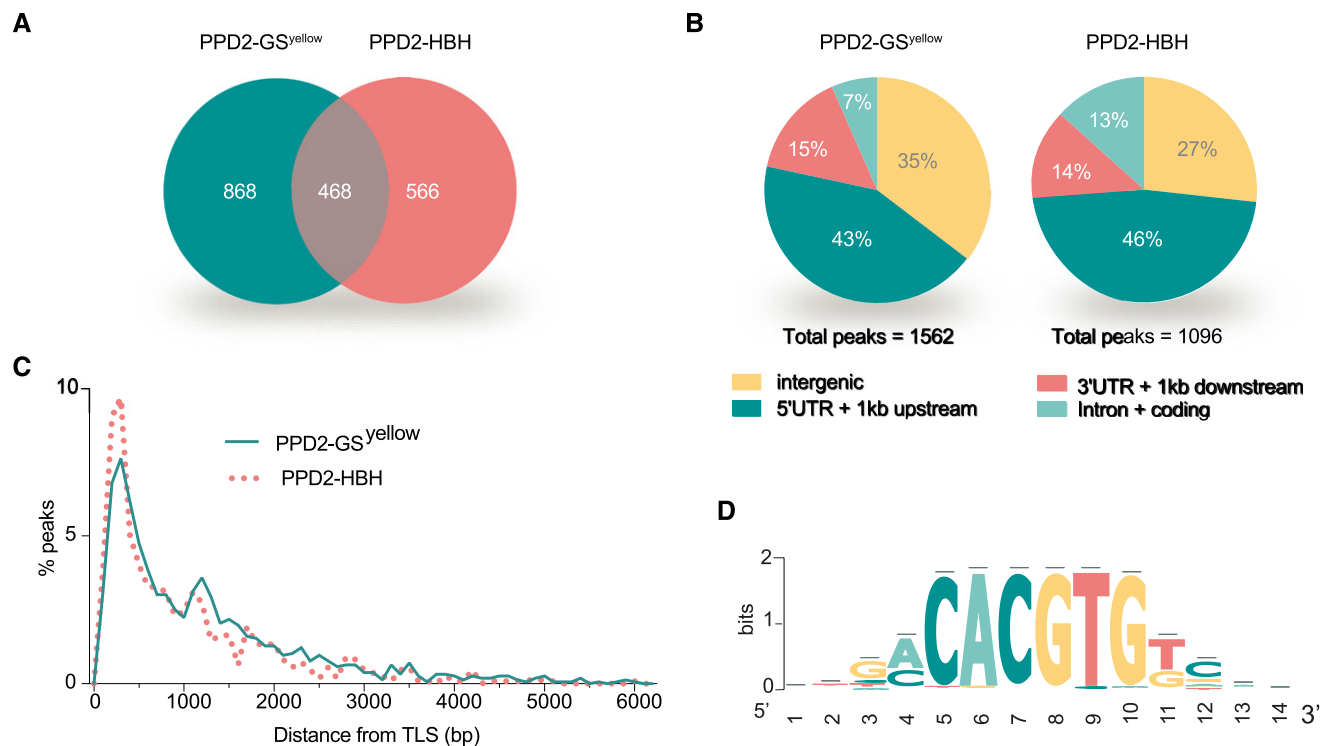 A
PPD2-GSyellow PPD2-HBH
868 468 566
B
PPD2-GSyellow PPD2-HBH
7% 15% 35% 43%
13% 14% 27% 46%
Total peaks = 1562 Total peaks = 1096
intergenic
5'UTR + 1kb upstream
3'UTR + 1kb downstream
Intron + coding
C
10
5
0
% peaks
PPD2-GSyellow
PPD2-HBH
0 1000 2000 3000 4000 5000 6000
Distance from TLS (bp)
D
2
1
0
bits
G A C C A C G T G T G C
5' 1 2 3 4 5 6 7 8 9 10 11 12 13 14 3'